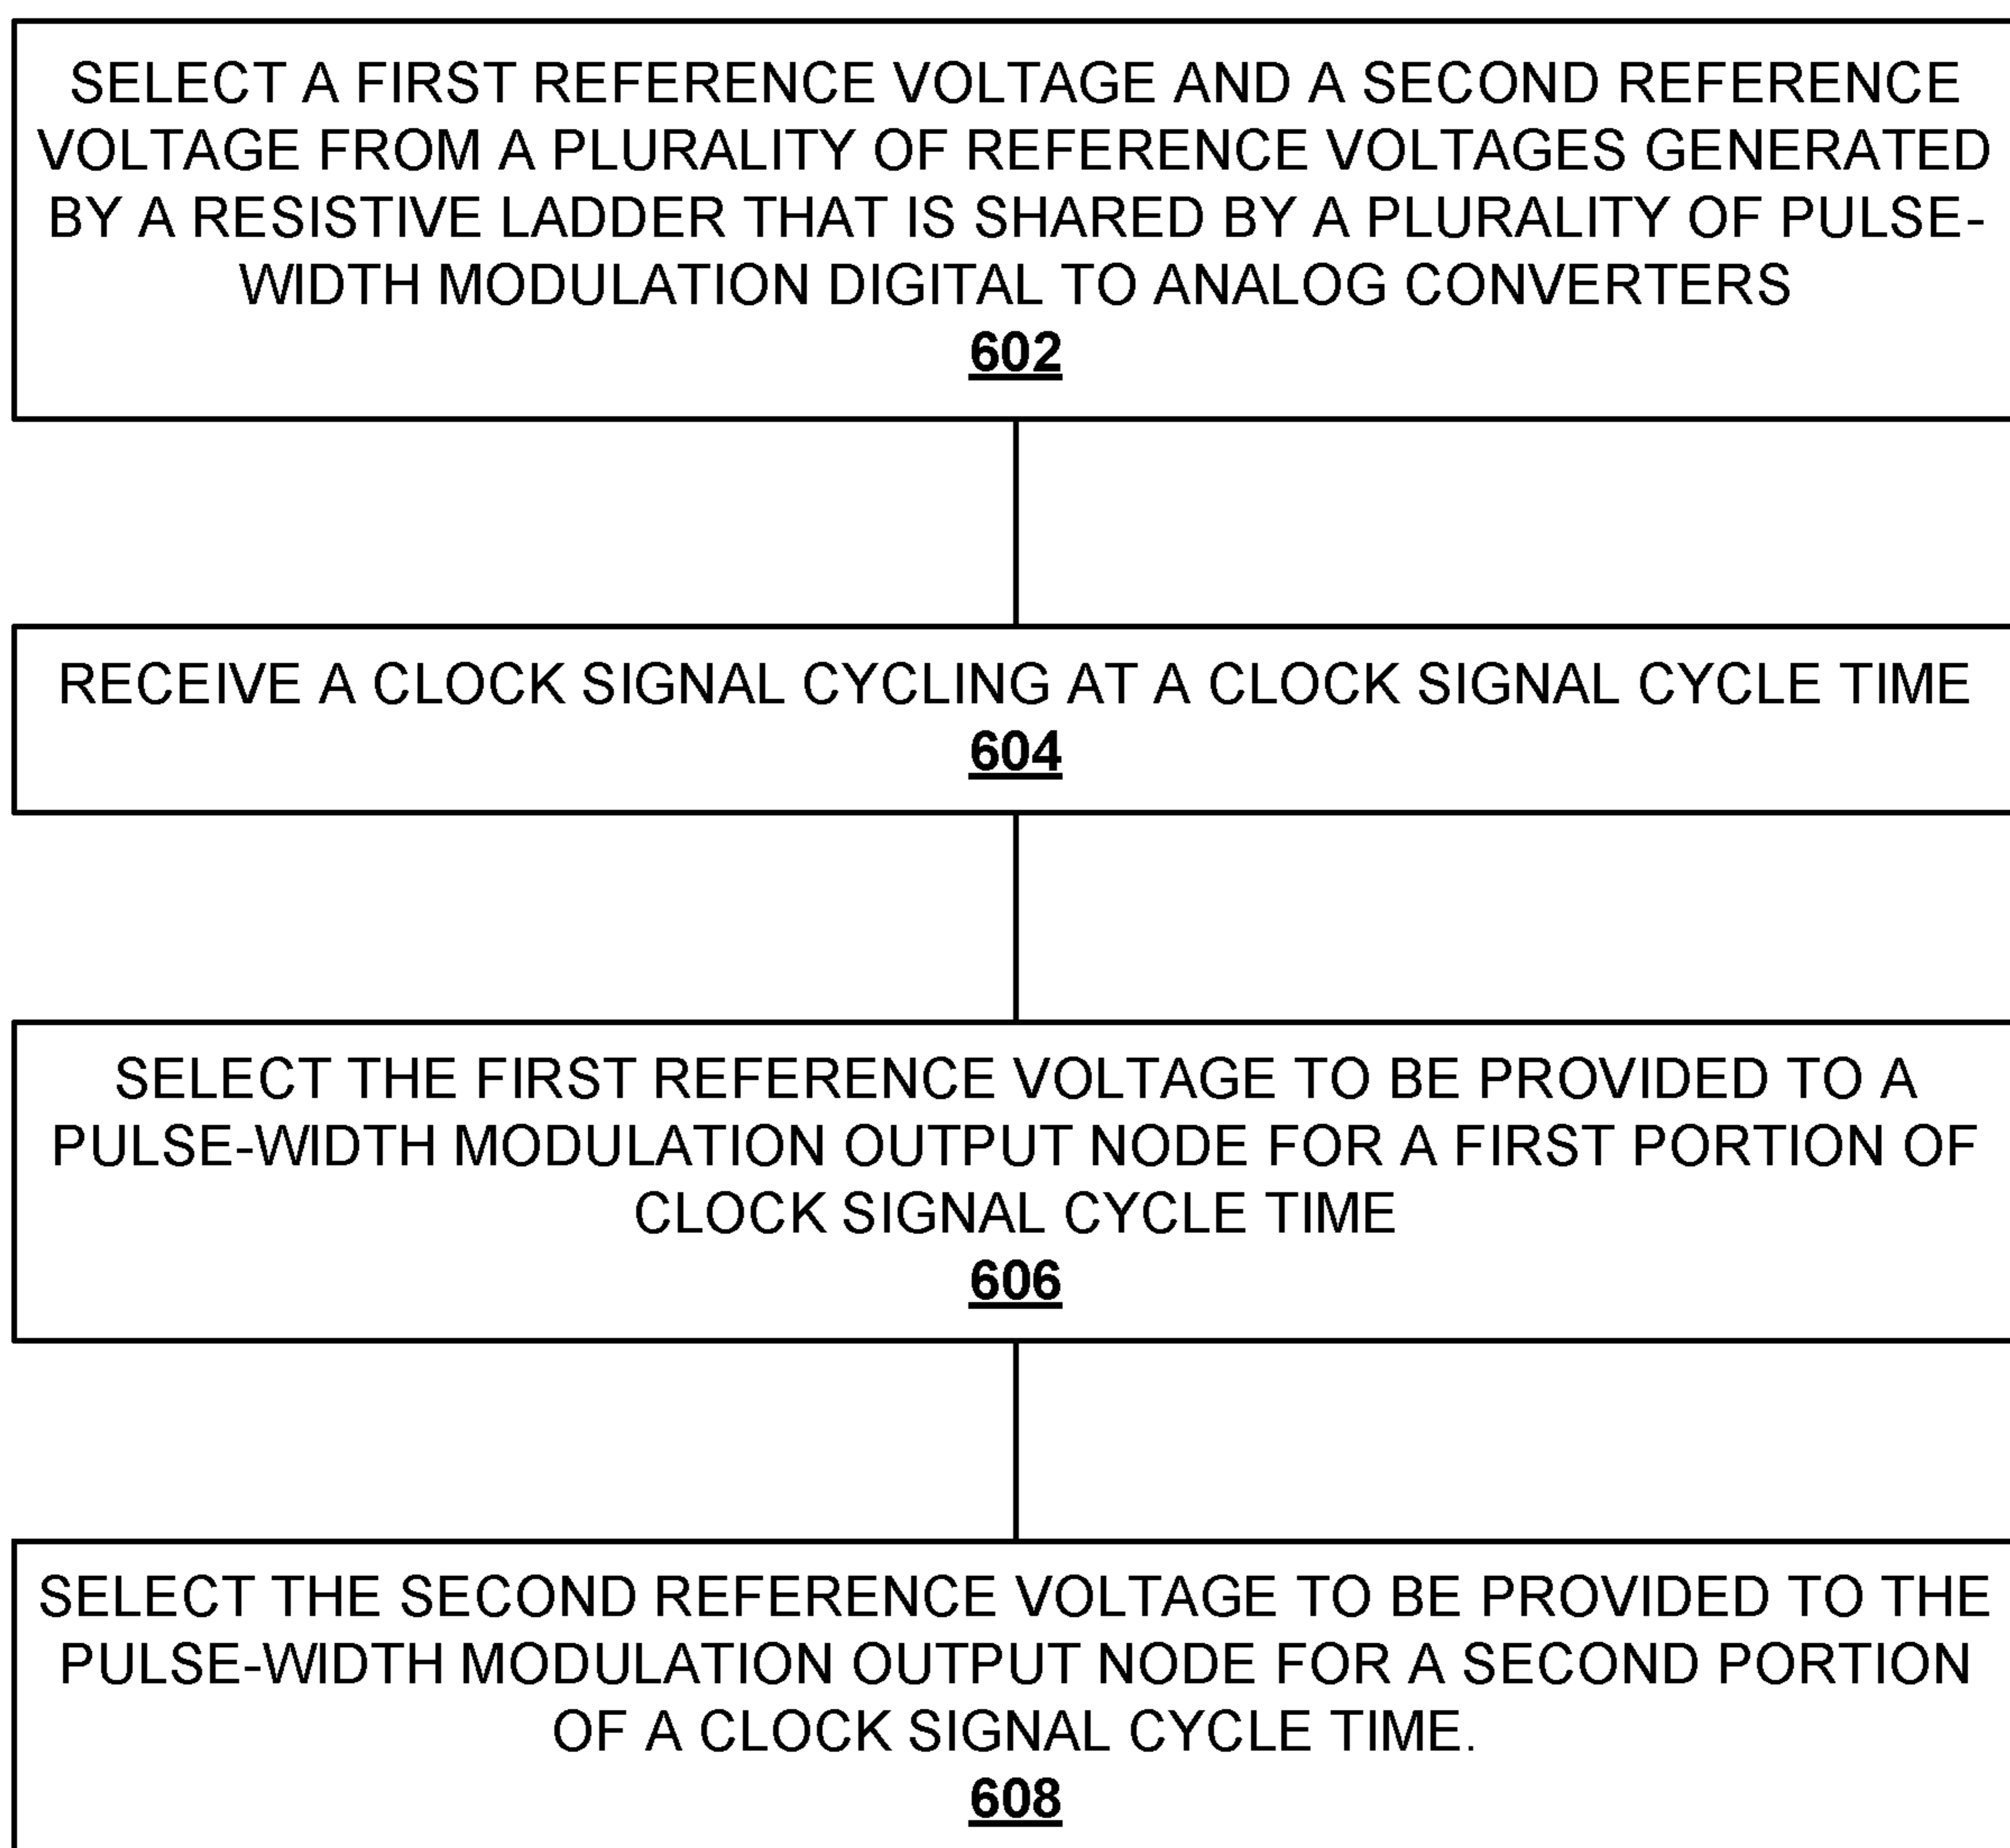 SELECT A FIRST REFERENCE VOLTAGE AND A SECOND REFERENCE
VOLTAGE FROM A PLURALITY OF REFERENCE VOLTAGES GENERATED
BY A RESISTIVE LADDER THAT IS SHARED BY A PLURALITY OF PULSE-
WIDTH MODULATION DIGITAL TO ANALOG CONVERTERS
602
RECEIVE A CLOCK SIGNAL CYCLING AT A CLOCK SIGNAL CYCLE TIME
604
SELECT THE FIRST REFERENCE VOLTAGE TO BE PROVIDED TO A
PULSE-WIDTH MODULATION OUTPUT NODE FOR A FIRST PORTION OF
CLOCK SIGNAL CYCLE TIME
606
SELECT THE SECOND REFERENCE VOLTAGE TO BE PROVIDED TO THE
PULSE-WIDTH MODULATION OUTPUT NODE FOR A SECOND PORTION
OF A CLOCK SIGNAL CYCLE TIME.
608